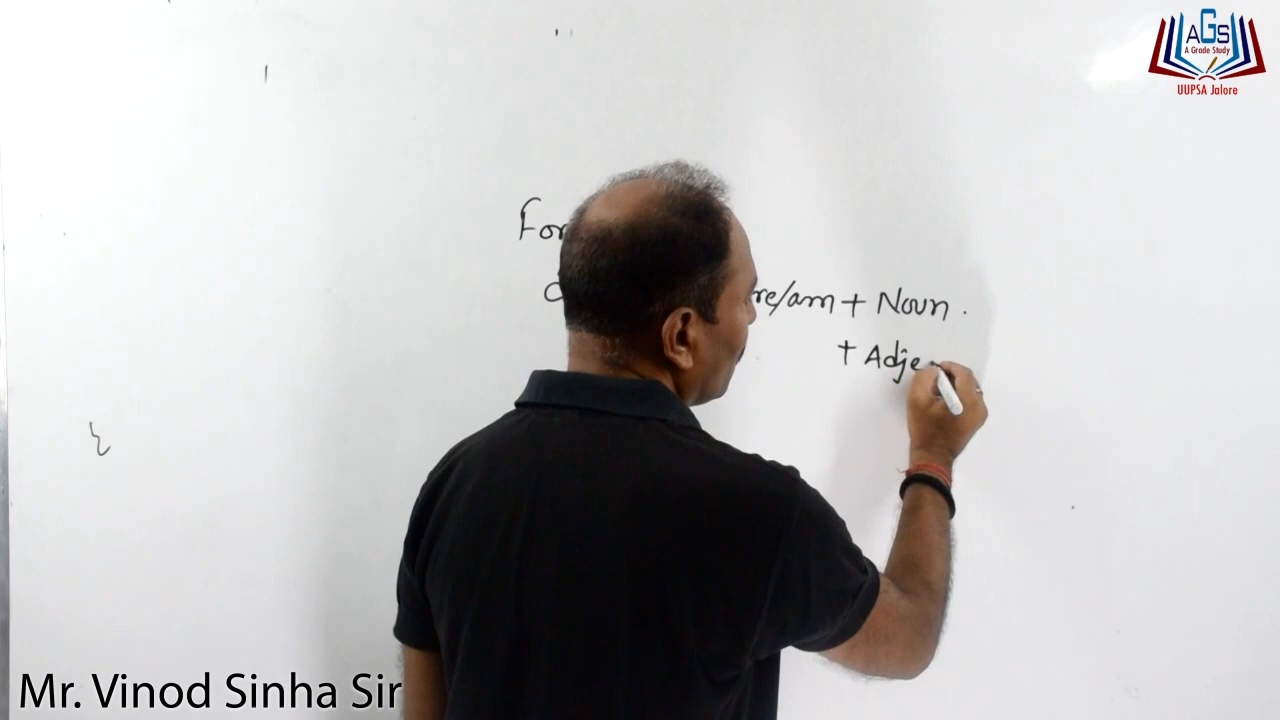 AGS
A Grade Study
UUPSA Jalore
For
re/am + Noun.
+ Adje
Mr. Vinod Sinha Sir